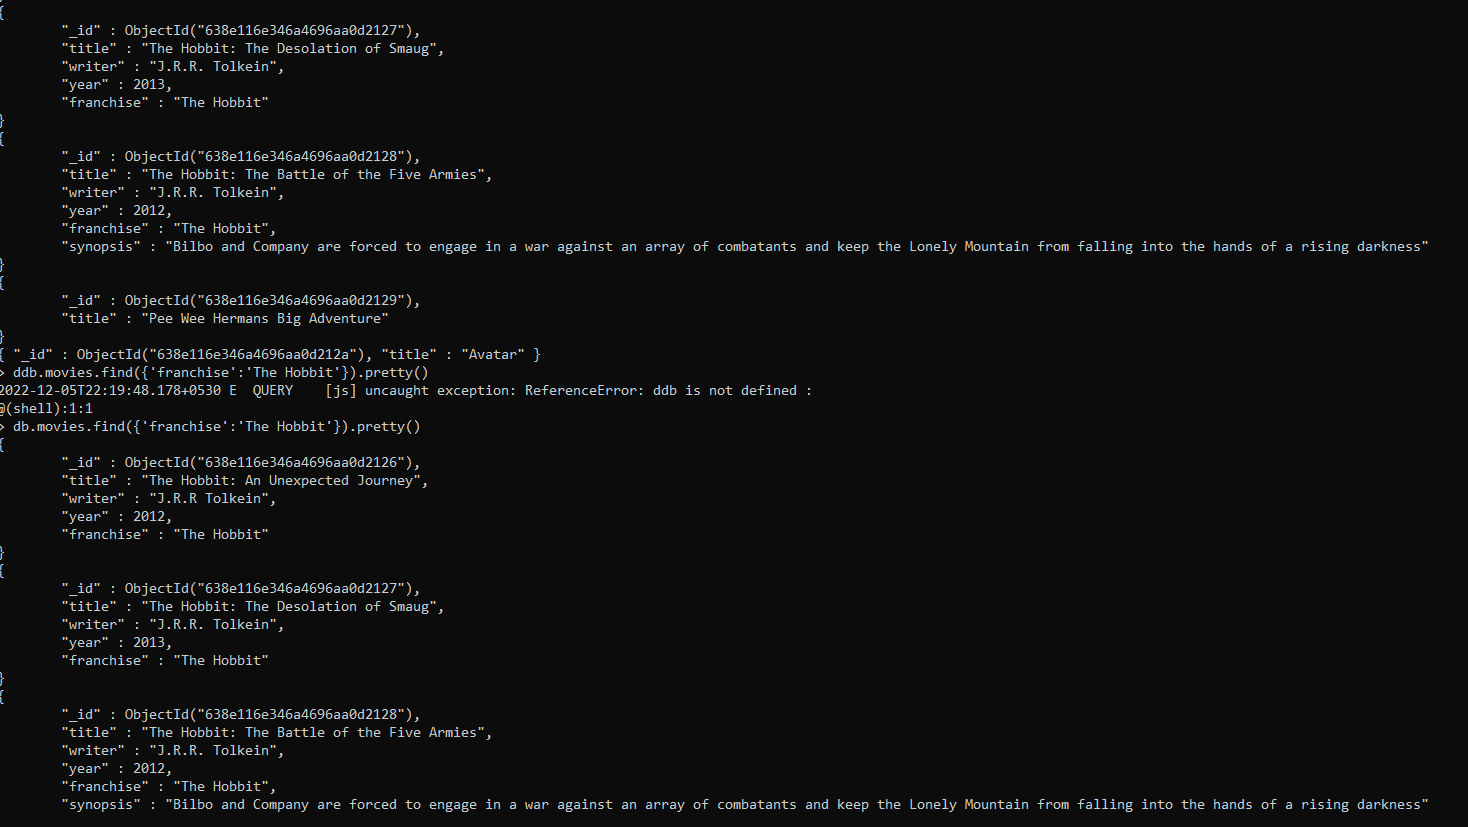 {
        "_id" : ObjectId("638e116e346a4696aa0d2127"),
        "title" : "The Hobbit: The Desolation of Smaug",
        "writer" : "J.R.R. Tolkein",
        "year" : 2013,
        "franchise" : "The Hobbit"
}
{
        "_id" : ObjectId("638e116e346a4696aa0d2128"),
        "title" : "The Hobbit: The Battle of the Five Armies",
        "writer" : "J.R.R. Tolkein",
        "year" : 2012,
        "franchise" : "The Hobbit",
        "synopsis" : "Bilbo and Company are forced to engage in a war against an array of combatants and keep the Lonely Mountain from falling into the hands of a rising darkness"
}
{
        "_id" : ObjectId("638e116e346a4696aa0d2129"),
        "title" : "Pee Wee Hermans Big Adventure"
}
{ "_id" : ObjectId("638e116e346a4696aa0d212a"), "title" : "Avatar" }
> ddb.movies.find({'franchise':'The Hobbit'}).pretty()
2022-12-05T22:19:48.178+0530 E  QUERY    [js] uncaught exception: ReferenceError: ddb is not defined :
@(shell):1:1
> db.movies.find({'franchise':'The Hobbit'}).pretty()
{
        "_id" : ObjectId("638e116e346a4696aa0d2126"),
        "title" : "The Hobbit: An Unexpected Journey",
        "writer" : "J.R.R Tolkein",
        "year" : 2012,
        "franchise" : "The Hobbit"
}
{
        "_id" : ObjectId("638e116e346a4696aa0d2127"),
        "title" : "The Hobbit: The Desolation of Smaug",
        "writer" : "J.R.R. Tolkein",
        "year" : 2013,
        "franchise" : "The Hobbit"
}
{
        "_id" : ObjectId("638e116e346a4696aa0d2128"),
        "title" : "The Hobbit: The Battle of the Five Armies",
        "writer" : "J.R.R. Tolkein",
        "year" : 2012,
        "franchise" : "The Hobbit",
        "synopsis" : "Bilbo and Company are forced to engage in a war against an array of combatants and keep the Lonely Mountain from falling into the hands of a rising darkness"